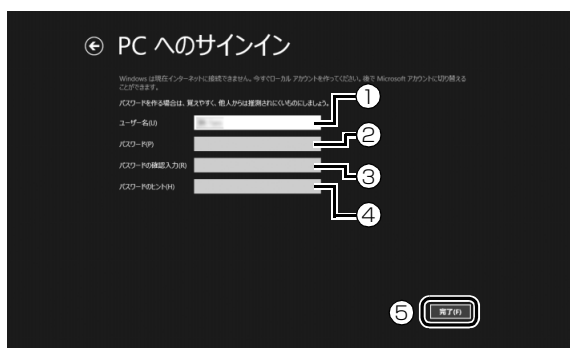 PC へのサインイン
Windows は現在インターネットに接続できません。今すぐローカル アカウントを作ってください。後で Microsoft アカウントに切り替える
ことができます。
パスワードを作る場合は、覚えやすく、他人からは推測されにくいものにしましょう。
ユーザー名(U)
①
パスワード(P)
②
パスワードの確認入力(R)
③
パスワードのヒント(H)
④
⑤ 完了(F)